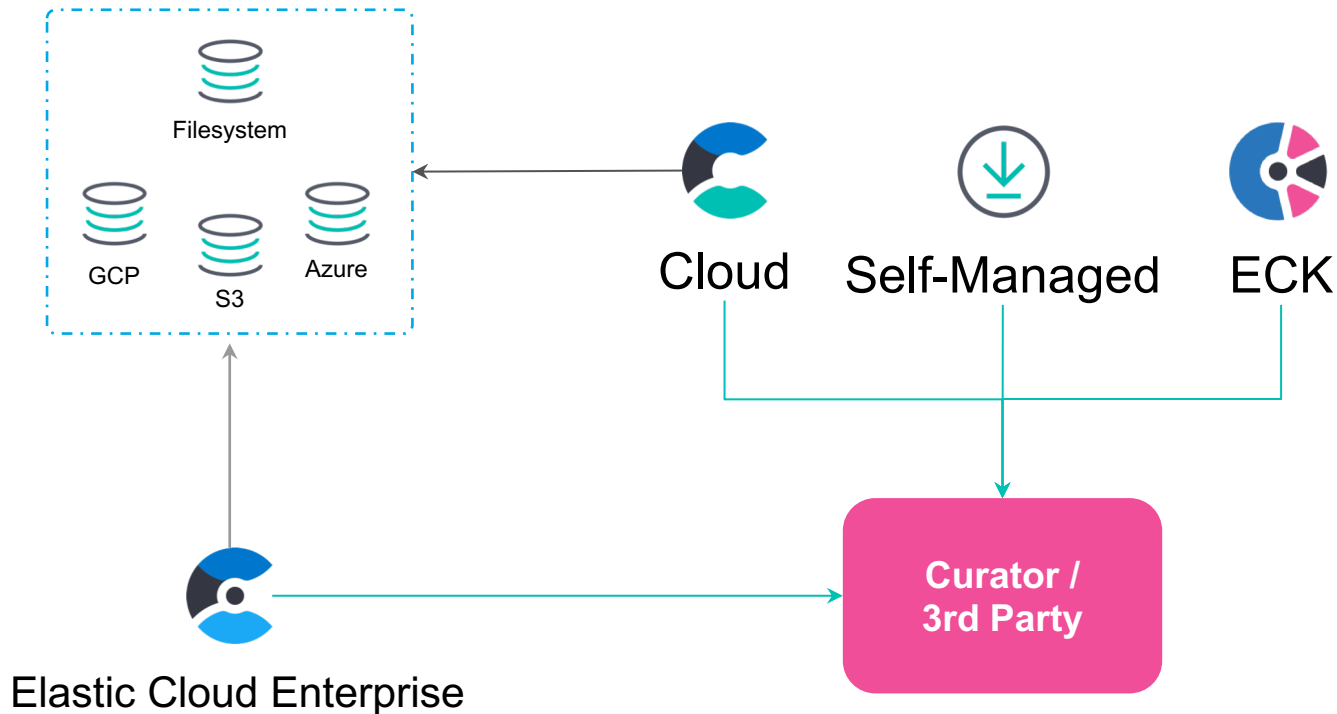 Filesystem
GCP
S3
Azure
Cloud
Self-Managed
ECK
Curator /
3rd Party
Elastic Cloud Enterprise